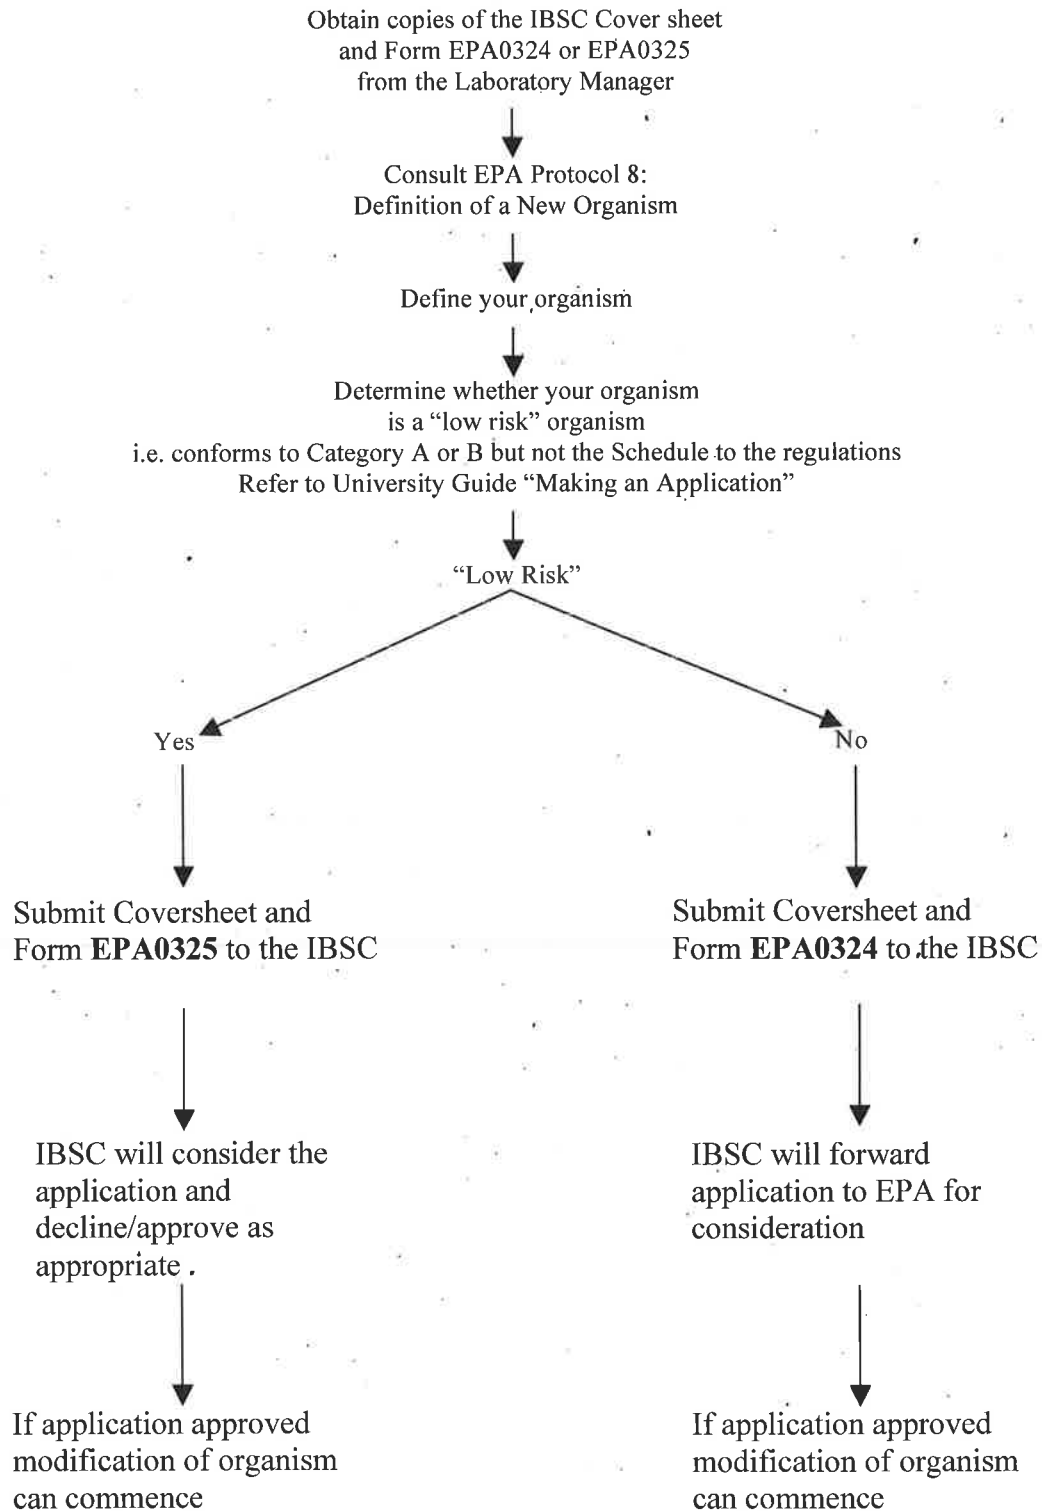 Obtain copies of the IBSC Cover sheet
and Form EPA0324 or EPA0325
from the Laboratory Manager
Consult EPA Protocol 8:
Definition of a New Organism
Define your organism
Determine whether your organism
is a “low risk” organism
i.e. conforms to Category A or B but not the Schedule to the regulations
Refer to University Guide “Making an Application”
“Low Risk”
Yes
No
Submit Coversheet and
Form EPA0325 to the IBSC
Submit Coversheet and
Form EPA0324 to the IBSC
IBSC will consider the
application and
decline/approve as
appropriate .
IBSC will forward
application to EPA for
consideration
If application approved
modification of organism
can commence
If application approved
modification of organism
can commence